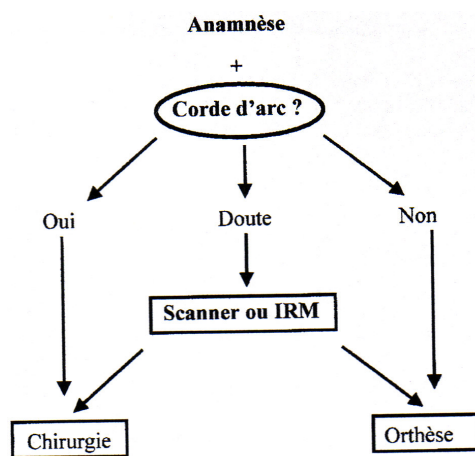 Anamnèse
+
Corde d'arc ?
Oui
Doute
Non
Scanner ou IRM
Chirurgie
Orthèse